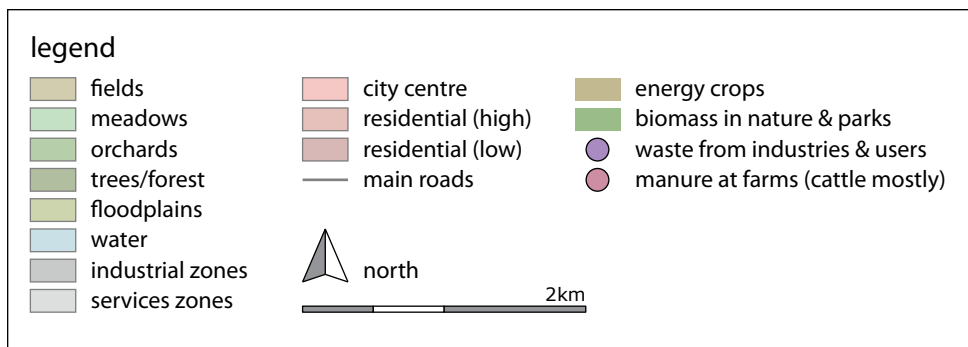 legend
fields
meadows
orchards
trees/forest
floodplains
water
industrial zones
services zones
city centre
residential (high)
residential (low)
main roads
north
2km
energy crops
biomass in nature & parks
waste from industries & users
manure at farms (cattle mostly)